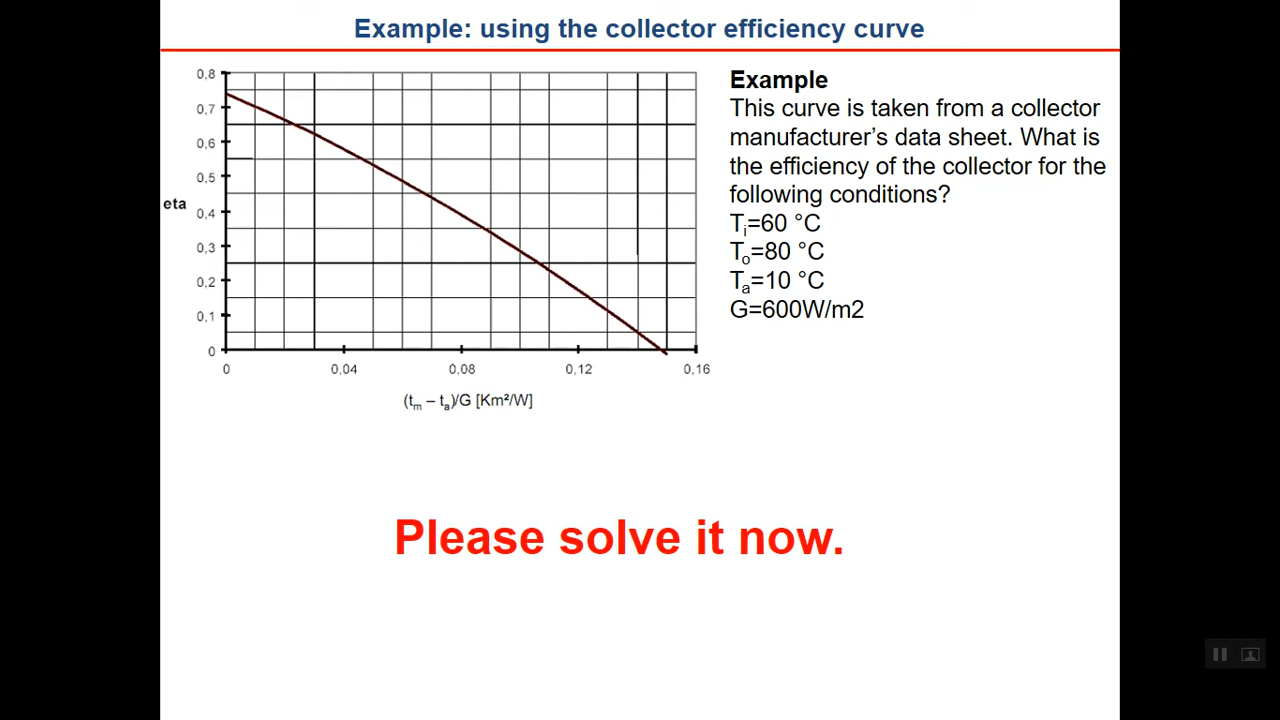 Example: using the collector efficiency curve
0,8
0,7
0,6
0,5
eta
0,4
0,3
0,2
0,1
0
0 0,04 0,08 0,12 0,16
(tm – ta)/G [Km²/W]
Example
This curve is taken from a collector
manufacturer’s data sheet. What is
the efficiency of the collector for the
following conditions?
Ti=60 °C
To=80 °C
Ta=10 °C
G=600W/m2
Please solve it now.